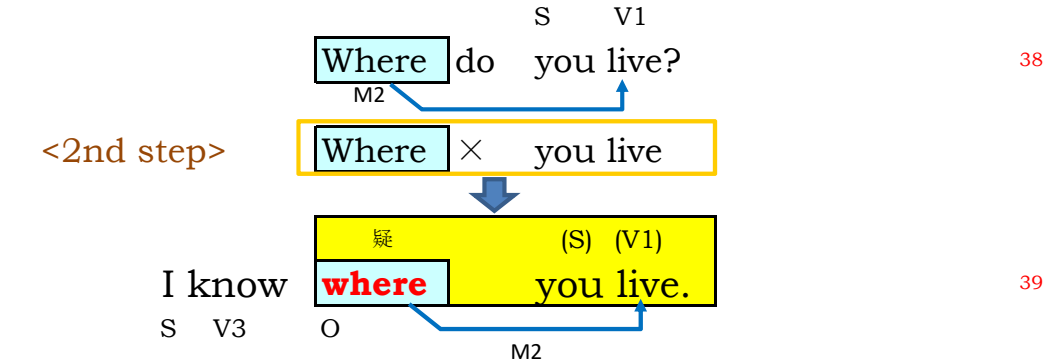 S V1
Where do you live? 38
M2
<2nd step> Where × you live
疑 (S) (V1)
I know where you live. 39
S V3 O
M2